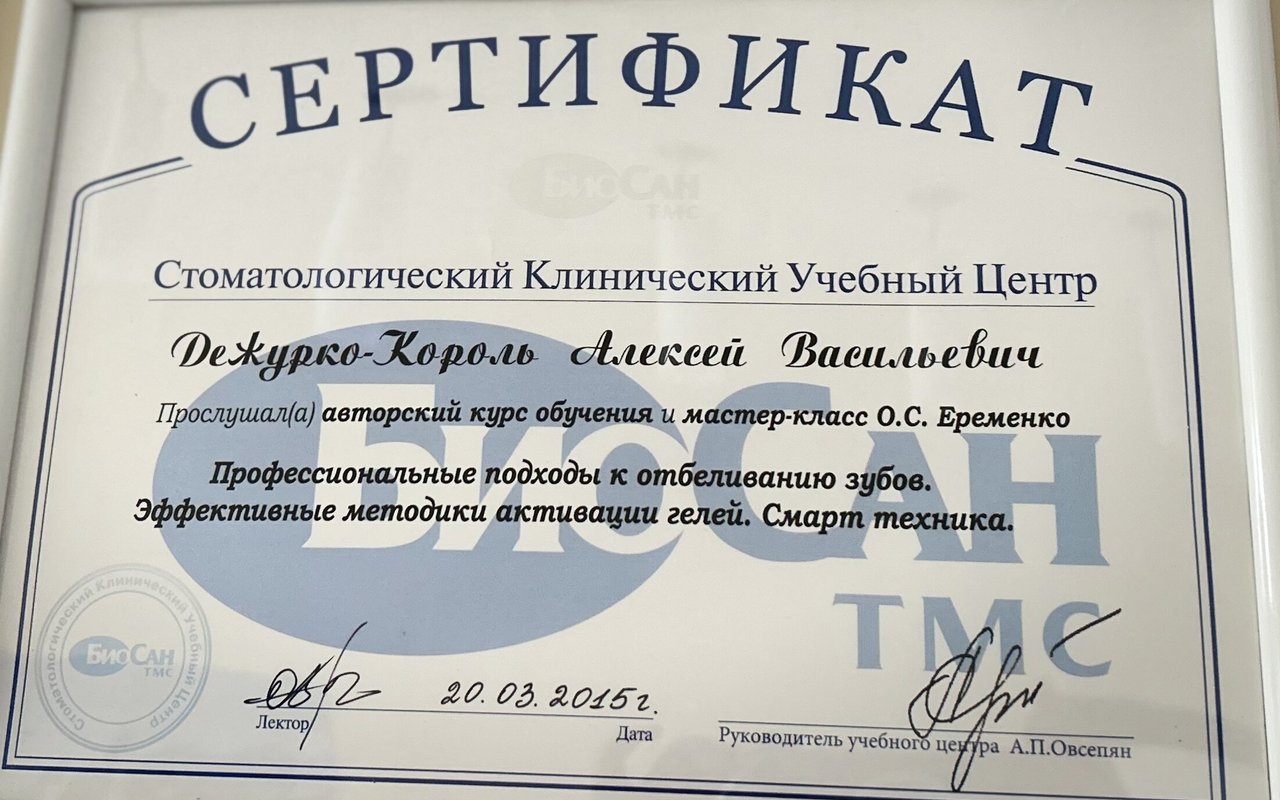 СЕРТИФИКАТ
БиоСан
ТМС
Стоматологический Клинический Учебный Центр
Дежурко-Король Алексей Васильевич
Прослушал(а) авторский курс обучения и мастер-класс О.С. Еременко
Профессиональные подходы к отбеливанию зубов.
Эффективные методики активации гелей. Смарт техника.
БиоСан
ТМС
Стоматологический Клинический Учебный Центр
БиоСан
ТМС
20.03.2015г.
Лектор
Дата
Руководитель учебного центра А.П.Овсепян